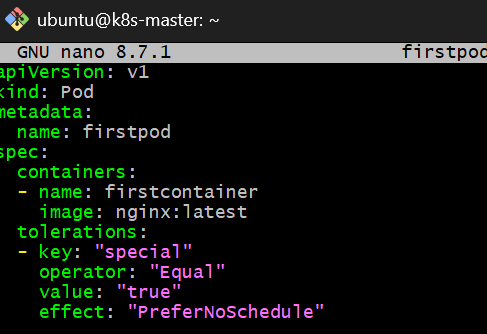 ubuntu@k8s-master: ~
GNU nano 8.7.1 firstpod
apiVersion: v1
kind: Pod
metadata:
  name: firstpod
spec:
  containers:
  - name: firstcontainer
    image: nginx:latest
  tolerations:
  - key: "special"
    operator: "Equal"
    value: "true"
    effect: "PreferNoSchedule"